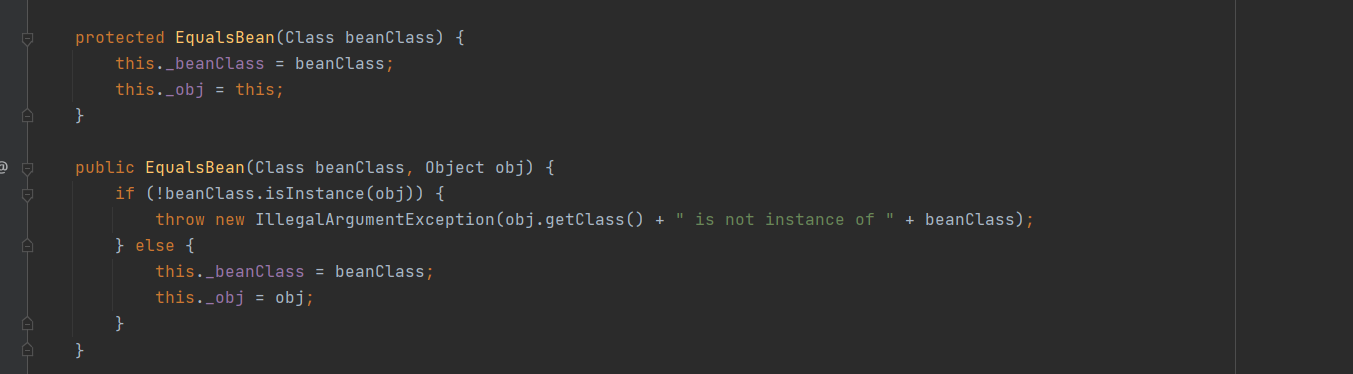 protected EqualsBean(Class beanClass) {
this._beanClass = beanClass;
this._obj = this;
}
@
public EqualsBean(Class beanClass, Object obj) {
if (!beanClass.isInstance(obj)) {
throw new IllegalArgumentException(obj.getClass() + " is not instance of " + beanClass);
} else {
this._beanClass = beanClass;
this._obj = obj;
}
}